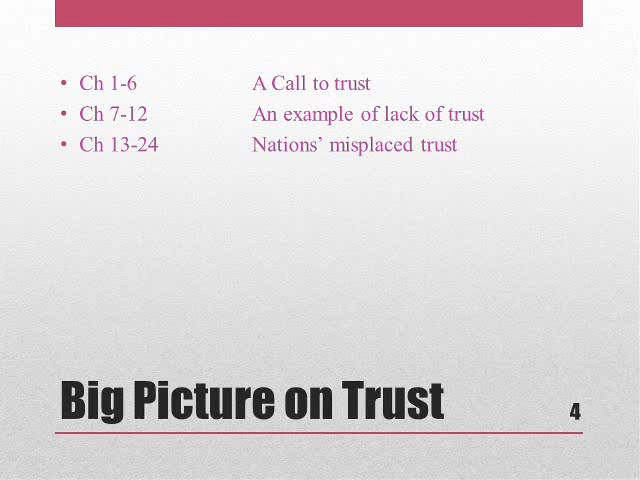 • Ch 1-6 A Call to trust
• Ch 7-12 An example of lack of trust
• Ch 13-24 Nations’ misplaced trust
Big Picture on Trust
4